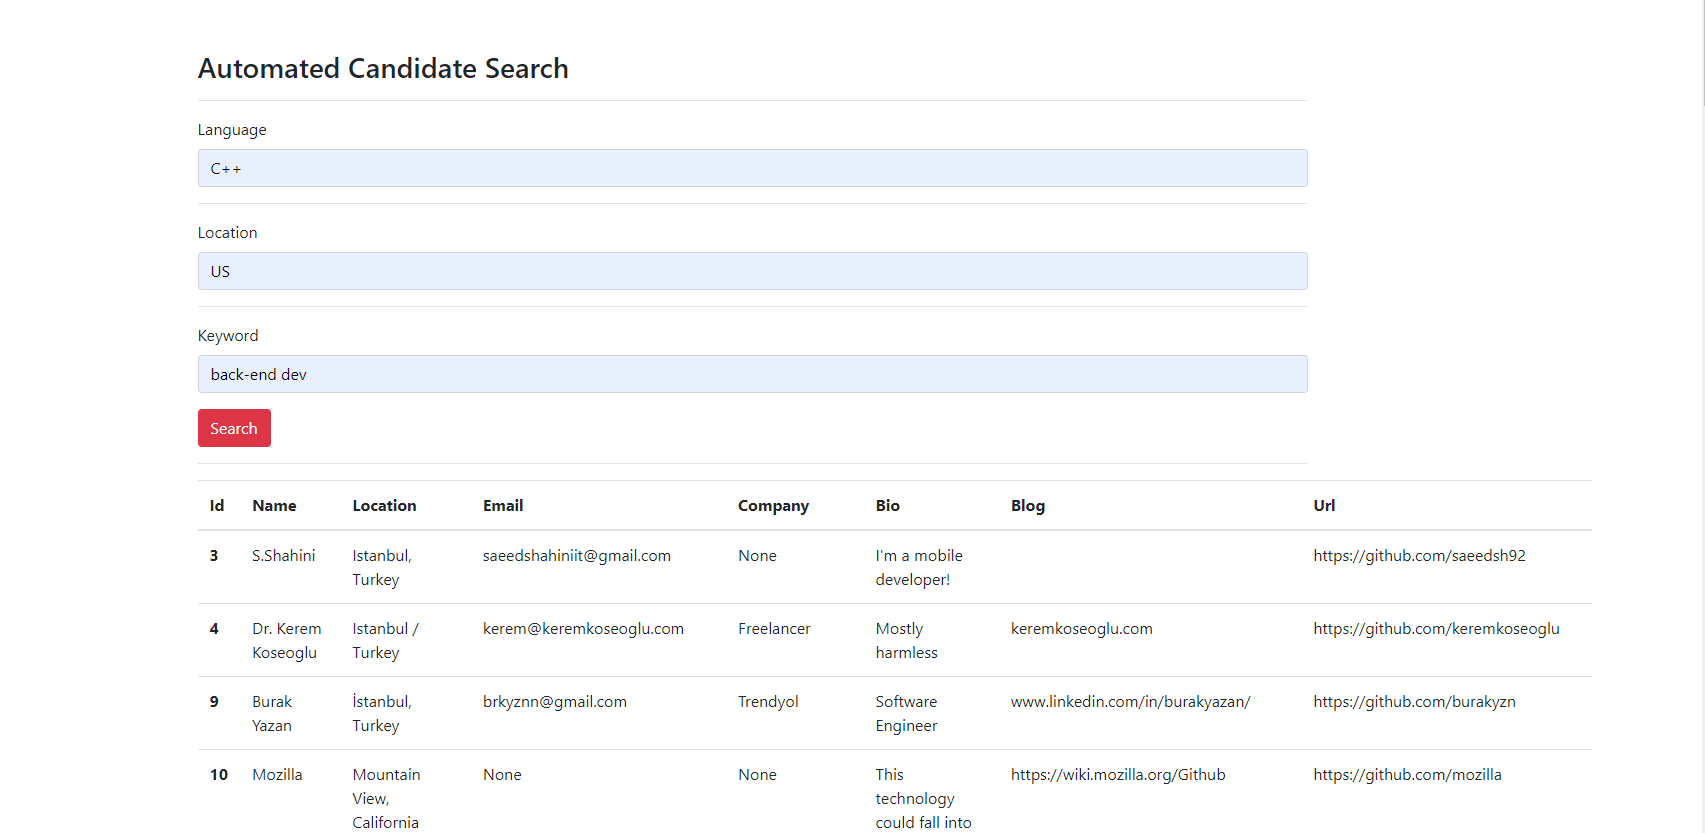 Automated Candidate Search
Language
C++
Location
US
Keyword
back-end dev
Search
Id Name Location Email Company Bio Blog Url
3 S.Shahini Istanbul, saeedshahiniit@gmail.com None I'm a mobile https://github.com/saeedsh92
Turkey developer!
4 Dr. Kerem Istanbul / kerem@keremkoseoglu.com Freelancer Mostly keremkoseoglu.com https://github.com/keremkoseoglu
Koseoglu Turkey harmless
9 Burak İstanbul, brkyznn@gmail.com Trendyol Software www.linkedin.com/in/burakyazan/ https://github.com/burakyzn
Yazan Turkey Engineer
10 Mozilla Mountain None None This https://wiki.mozilla.org/Github https://github.com/mozilla
View, technology
California could fall into